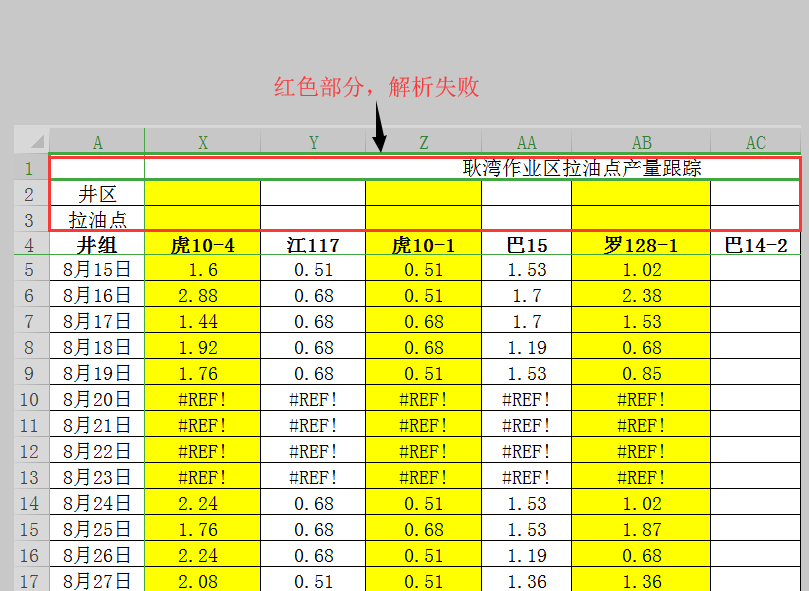 红色部分，解析失败
A X Y Z AA AB AC
1 耿湾作业区拉油点产量跟踪
2 井区
3 拉油点
4 井组 虎10-4 江117 虎10-1 巴15 罗128-1 巴14-2
5 8月15日 1.6 0.51 0.51 1.53 1.02
6 8月16日 2.88 0.68 0.51 1.7 2.38
7 8月17日 1.44 0.68 0.68 1.7 1.53
8 8月18日 1.92 0.68 0.68 1.19 0.68
9 8月19日 1.76 0.68 0.51 1.53 0.85
10 8月20日 #REF! #REF! #REF! #REF! #REF!
11 8月21日 #REF! #REF! #REF! #REF! #REF!
12 8月22日 #REF! #REF! #REF! #REF! #REF!
13 8月23日 #REF! #REF! #REF! #REF! #REF!
14 8月24日 2.24 0.68 0.51 1.53 1.02
15 8月25日 1.76 0.68 0.68 1.53 1.87
16 8月26日 2.24 0.68 0.51 1.19 0.68
17 8月27日 2.08 0.51 0.51 1.36 1.36